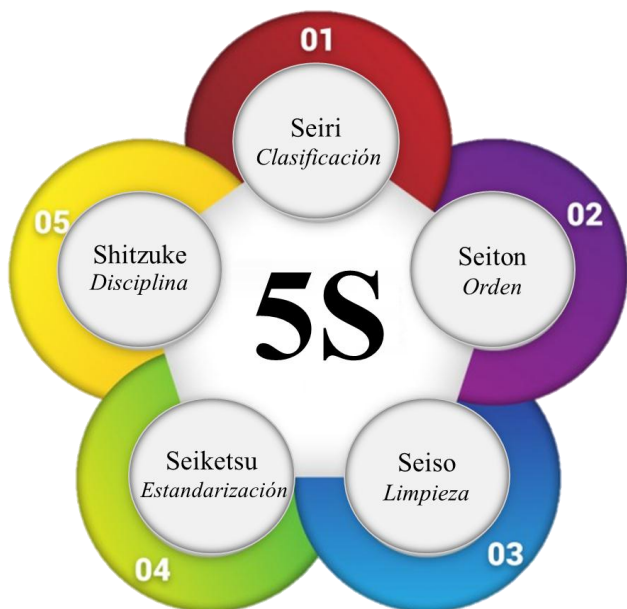 01
Seiri
Clasificación
02
Seiton
Orden
03
Seiso
Limpieza
04
Seiketsu
Estandarización
05
Shitzuke
Disciplina
5S